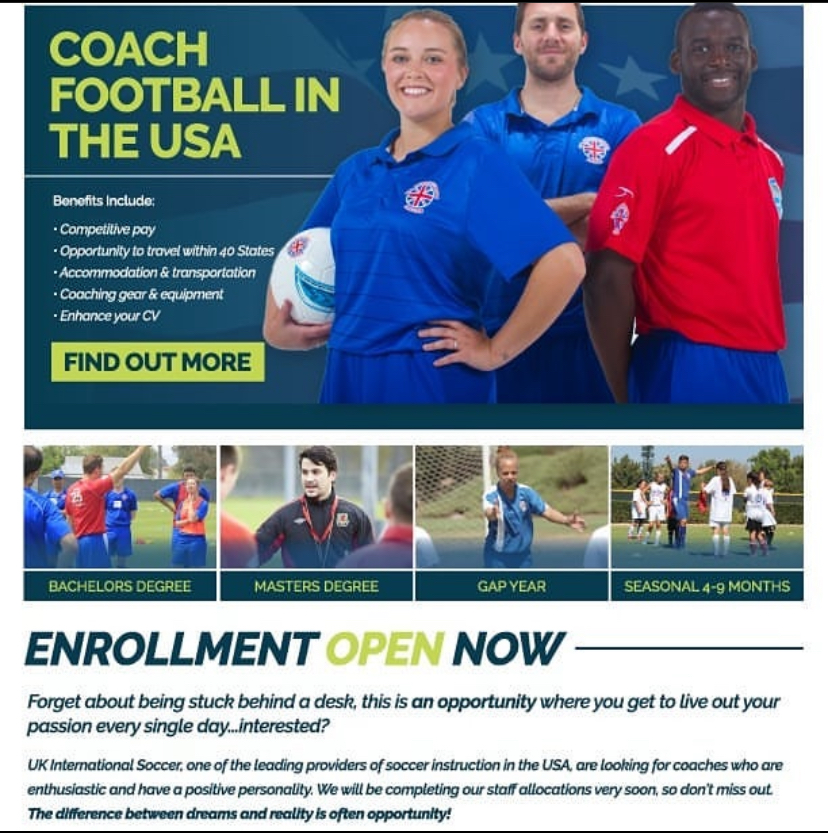 COACH
FOOTBALL IN
THE USA
Benefits Include:
• Competitive pay
• Opportunity to travel within 40 States
• Accommodation & transportation
• Coaching gear & equipment
• Enhance your CV
FIND OUT MORE
BACHELORS DEGREE
MASTERS DEGREE
GAP YEAR
SEASONAL 4-9 MONTHS
ENROLLMENT OPEN NOW
Forget about being stuck behind a desk, this is an opportunity where you get to live out your
passion every single day...interested?
UK International Soccer, one of the leading providers of soccer instruction in the USA, are looking for coaches who are
enthusiastic and have a positive personality. We will be completing our staff allocations very soon, so don't miss out.
The difference between dreams and reality is often opportunity!